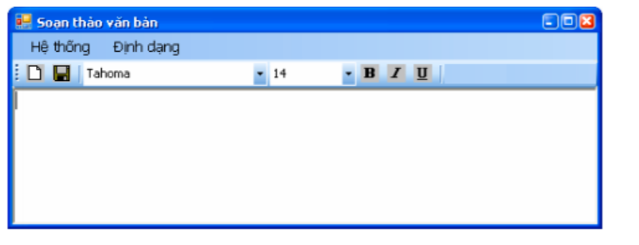 Soạn thảo văn bản
Hệ thống Định dạng
Tahoma 14 B I U